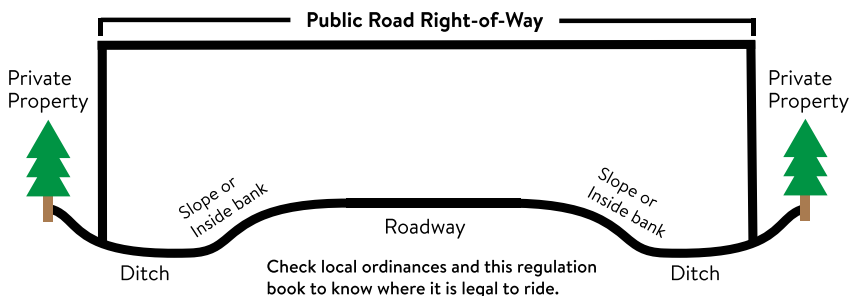 Public Road Right-of-Way
Private
Property
Private
Property
Slope or
Inside bank
Slope or
Inside bank
Roadway
Ditch
Check local ordinances and this regulation
book to know where it is legal to ride.
Ditch